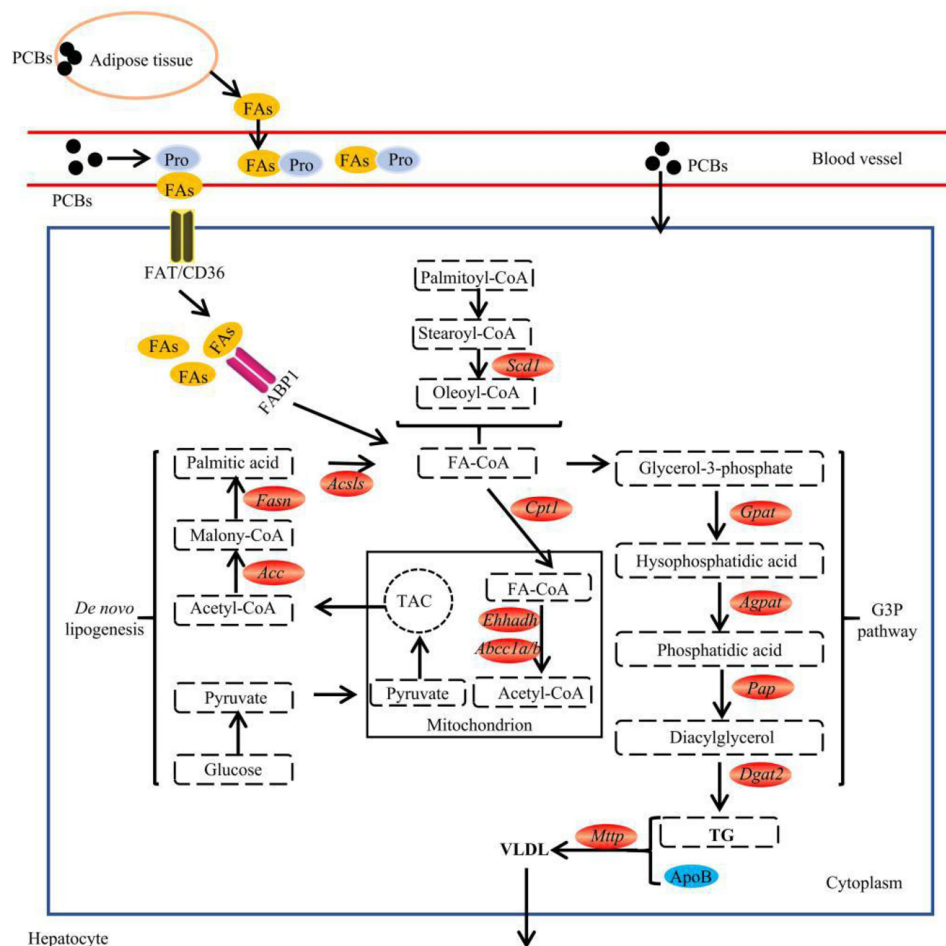 PCBs
Adipose tissue
FAs
Pro
FAs
Pro
FAs
Pro
PCBs
Blood vessel
FAs
PCBs
FAT/CD36
Palmitoyl-CoA
Stearoyl-CoA
Scd1
Oleoyl-CoA
FAs
FAs
FAs
FABP1
Palmitic acid
Acsls
FA-CoA
Glycerol-3-phosphate
Fasn
Cpt1
Gpat
Malony-CoA
Hysophosphatidic acid
Acc
TAC
FA-CoA
Agpat
De novo
lipogenesis
Acetyl-CoA
Ehhadh
G3P
pathway
Abcc1a/b
Phosphatidic acid
Pyruvate
Pyruvate
Acetyl-CoA
Pap
Mitochondrion
Diacylglycerol
Glucose
Dgat2
Mttp
TG
VLDL
ApoB
Cytoplasm
Hepatocyte